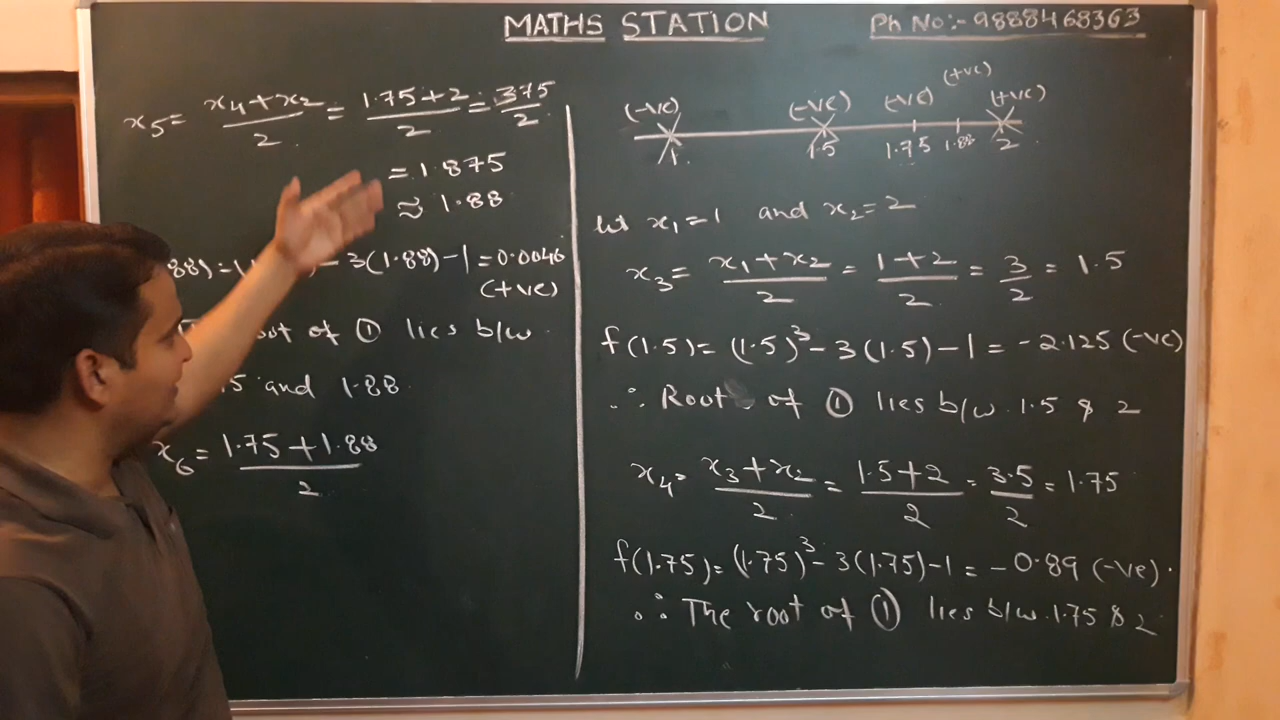 MATHS STATION
Ph No:- 9888468363
x5 = (x4+x2)/2 = (1.75+2)/2 = 3.75/2
= 1.875
≈ 1.88
.88) = - 3(1.88) - 1 = 0.0046
(+ve)
root of ① lies b/w.
and 1.88.
x6 = (1.75+1.88)/2
(-ve) (-ve) (-ve) (+ve) (+ve)
1. 1.5 1.75 1.88 2
let x1 = 1 and x2 = 2
x3 = (x1+x2)/2 = (1+2)/2 = 3/2 = 1.5
f(1.5) = (1.5)³ - 3(1.5) - 1 = -2.125 (-ve)
∴ Root of ① lies b/w. 1.5 & 2
x4 = (x3+x2)/2 = (1.5+2)/2 = 3.5/2 = 1.75
f(1.75) = (1.75)³ - 3(1.75) - 1 = -0.89 (-ve).
∴ The root of ① lies b/w. 1.75 & 2